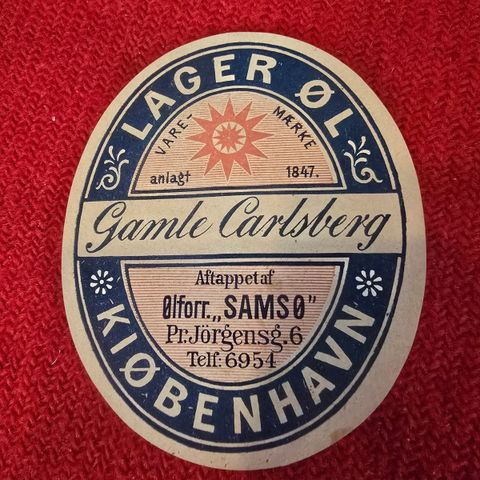 LAGER ØL
VARE- MÆRKE
anlagt 1847.
Gamle Carlsberg
Aftappet af
Ølforr. „SAMSØ”
Pr. Jörgensg. 6
Telf: 6954
KIØBENHAVN